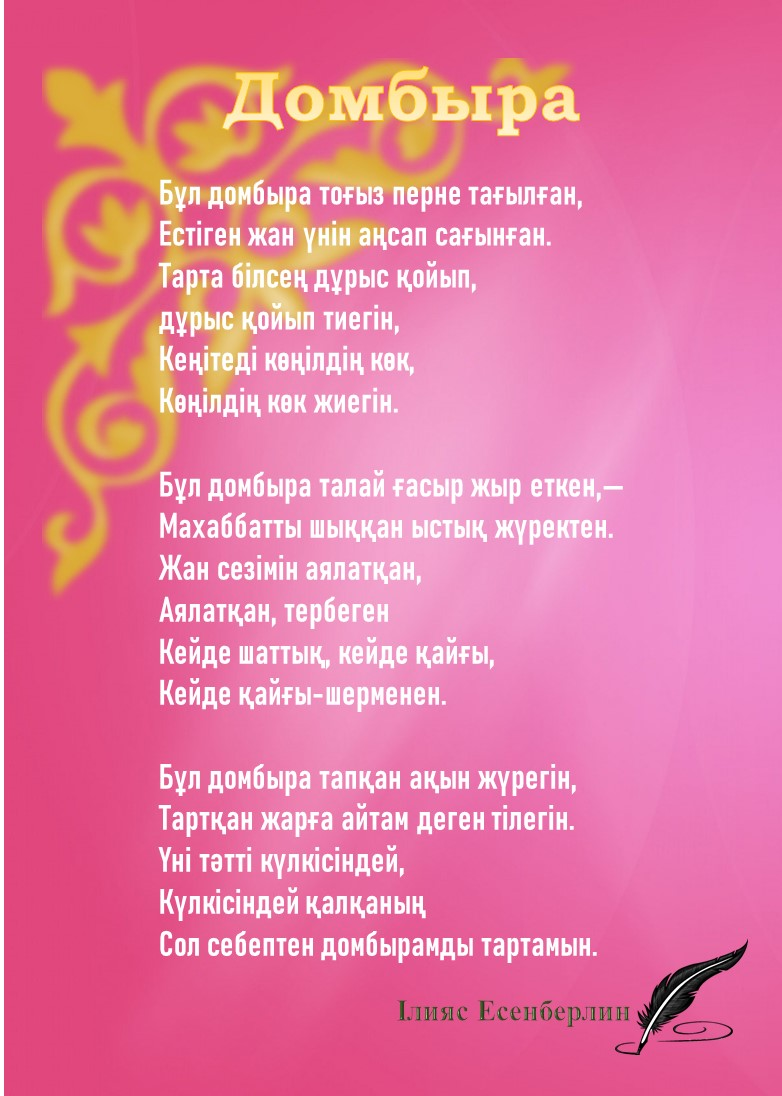 Домбыра
Бұл домбыра тоғыз перне тағылған,
Естіген жан үнін аңсап сағынған.
Тарта білсең дұрыс қойып,
дұрыс қойып тиегін,
Кеңітеді көңілдің көк,
Көңілдің көк жиегін.
Бұл домбыра талай ғасыр жыр еткен,—
Махаббатты шыққан ыстық жүректен.
Жан сезімін аялатқан,
Аялатқан, тербеген
Кейде шаттық, кейде қайғы,
Кейде қайғы-шерменен.
Бұл домбыра тапқан ақын жүрегін,
Тартқан жарға айтам деген тілегін.
Үні тәтті күлкісіндей,
Күлкісіндей қалқаның
Сол себептен домбырамды тартамын.
Ілияс Есенберлин